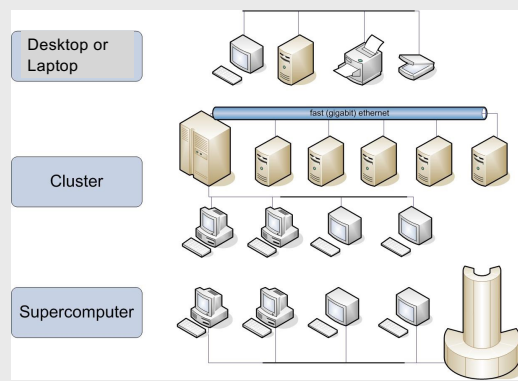 Desktop or
Laptop
fast (gigabit) ethernet
Cluster
Supercomputer